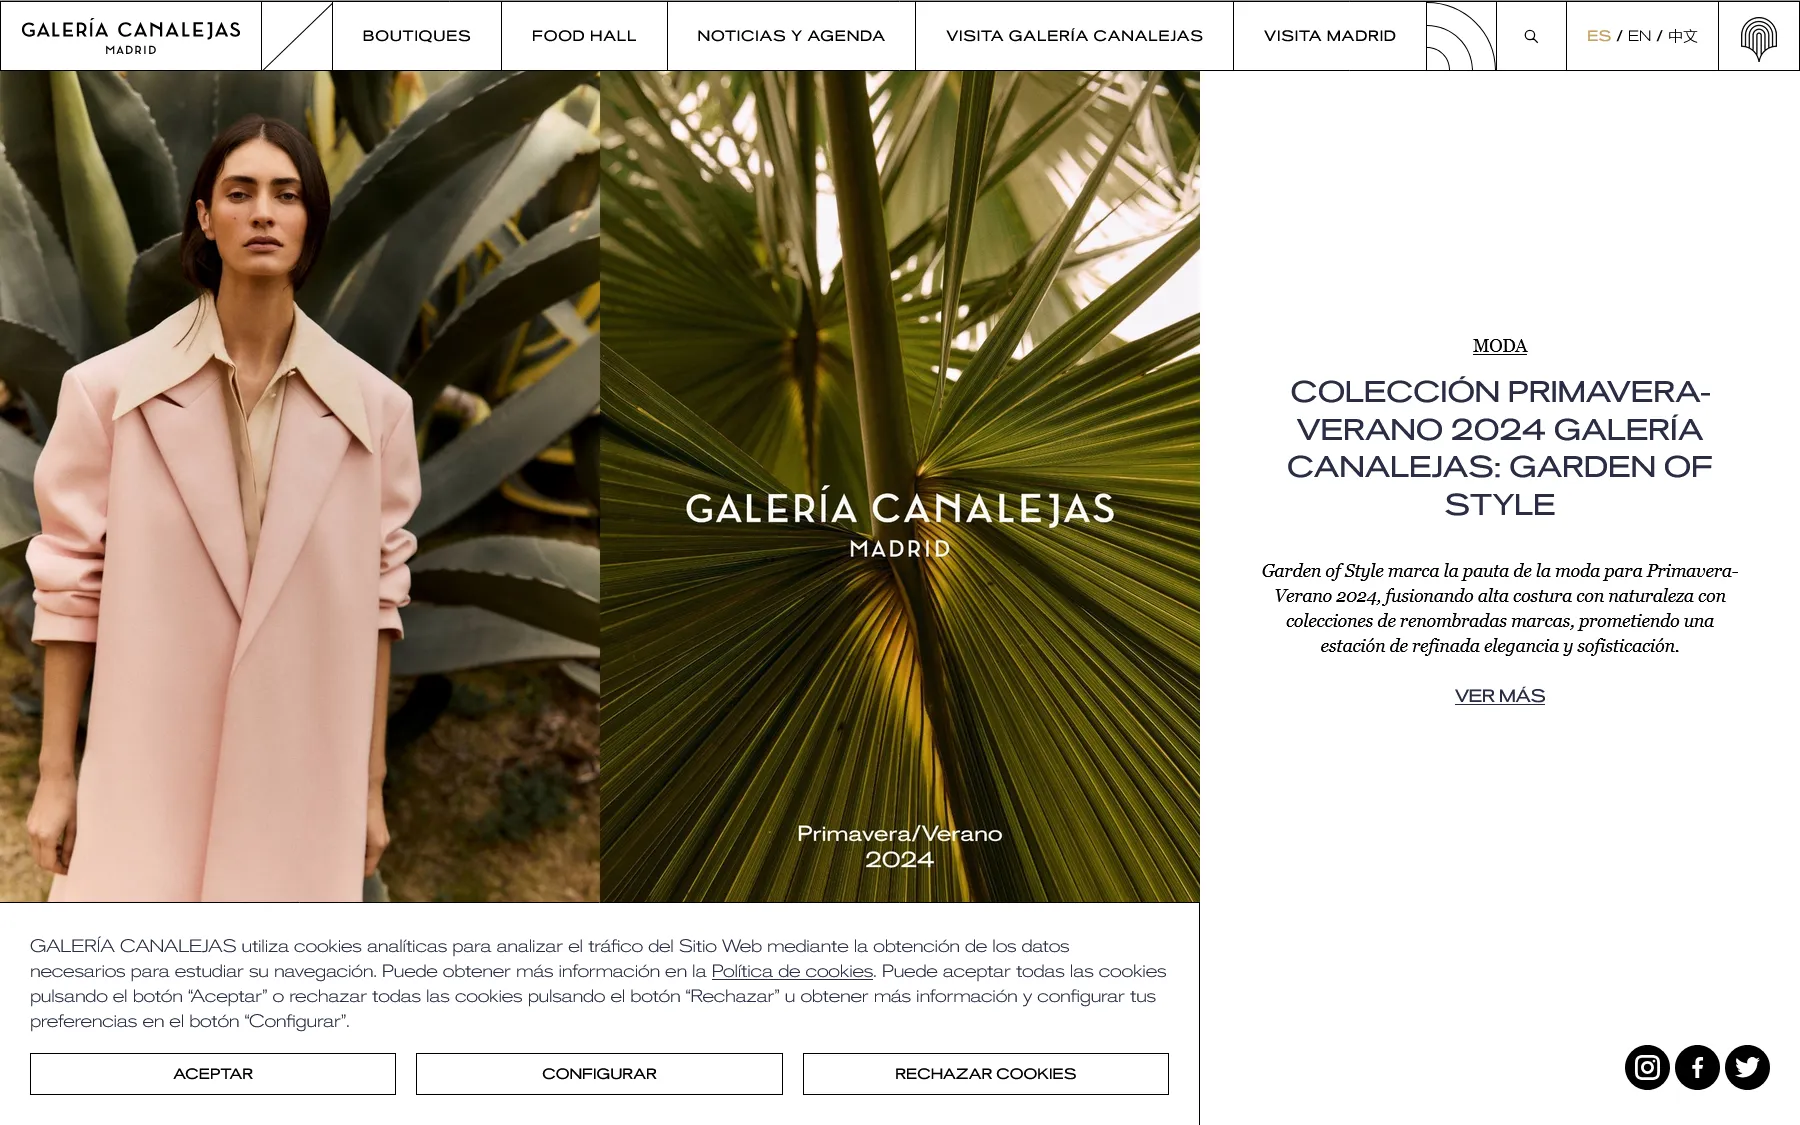 GALERÍA CANALEJAS
MADRID
BOUTIQUES
FOOD HALL
NOTICIAS Y AGENDA
VISITA GALERÍA CANALEJAS
VISITA MADRID
ES / EN / 中文
GALERÍA CANALEJAS
MADRID
Primavera/Verano
2024
MODA
COLECCIÓN PRIMAVERA-
VERANO 2024 GALERÍA
CANALEJAS: GARDEN OF
STYLE
Garden of Style marca la pauta de la moda para Primavera-
Verano 2024, fusionando alta costura con naturaleza con
colecciones de renombradas marcas, prometiendo una
estación de refinada elegancia y sofisticación.
VER MÁS
GALERÍA CANALEJAS utiliza cookies analíticas para analizar el tráfico del Sitio Web mediante la obtención de los datos
necesarios para estudiar su navegación. Puede obtener más información en la Política de cookies. Puede aceptar todas las cookies
pulsando el botón “Aceptar” o rechazar todas las cookies pulsando el botón “Rechazar” u obtener más información y configurar tus
preferencias en el botón “Configurar”.
ACEPTAR
CONFIGURAR
RECHAZAR COOKIES